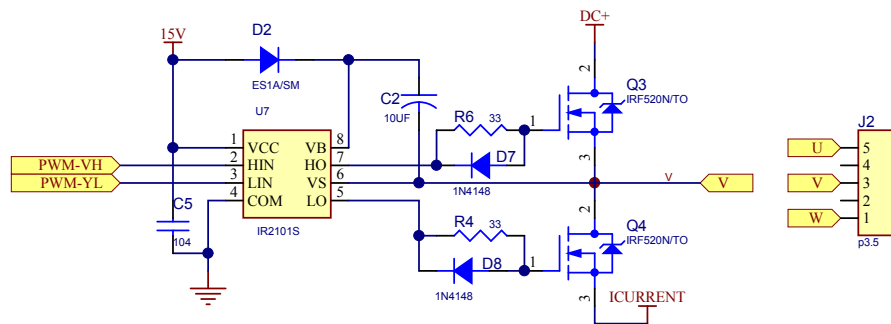 DC+
15V
D2
ES1A/SM
U7
C2
10UF
2
Q3
IRF520N/TO
R6
33
1
3
D7
1N4148
1 VCC VB 8
2 HIN HO 7
3 LIN VS 6
4 COM LO 5
IR2101S
PWM-VH
PWM-YL
C5
104
V
V
R4
33
D8
1N4148
1
2
Q4
IRF520N/TO
3
ICURRENT
J2
U 5
4
V 3
2
W 1
p3.5